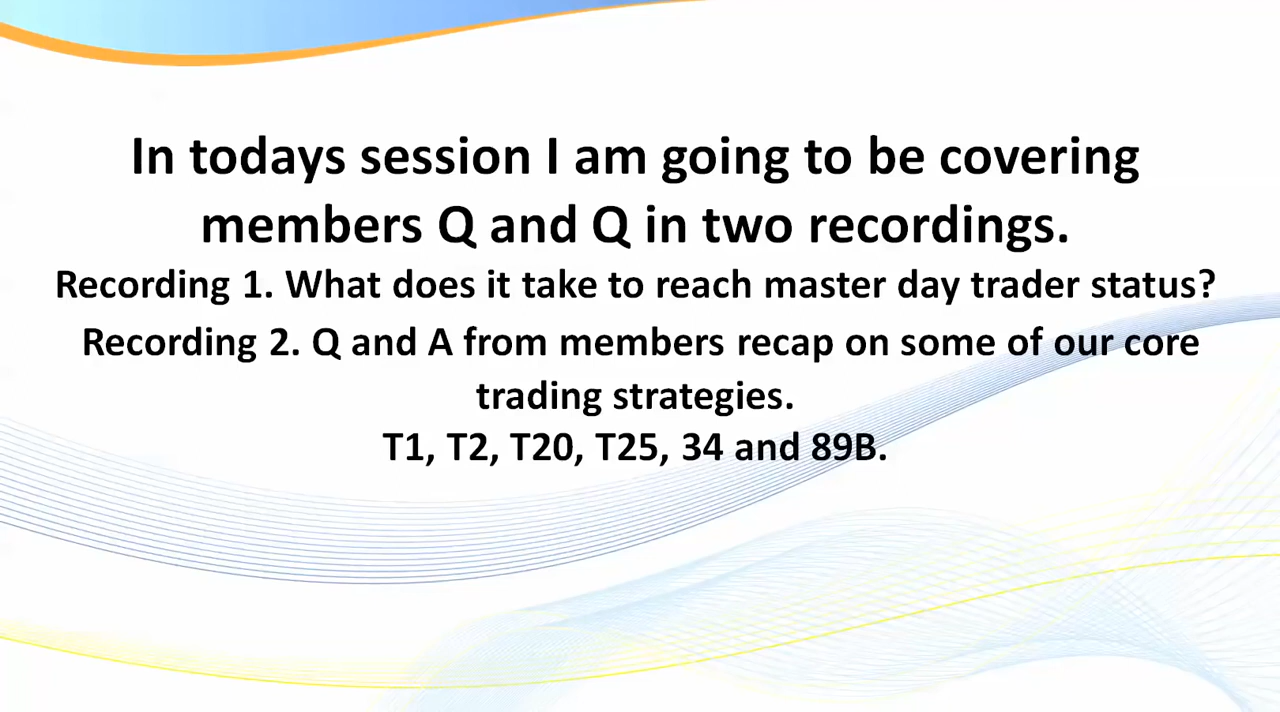 In todays session I am going to be covering
members Q and Q in two recordings.
Recording 1. What does it take to reach master day trader status?
Recording 2. Q and A from members recap on some of our core
trading strategies.
T1, T2, T20, T25, 34 and 89B.